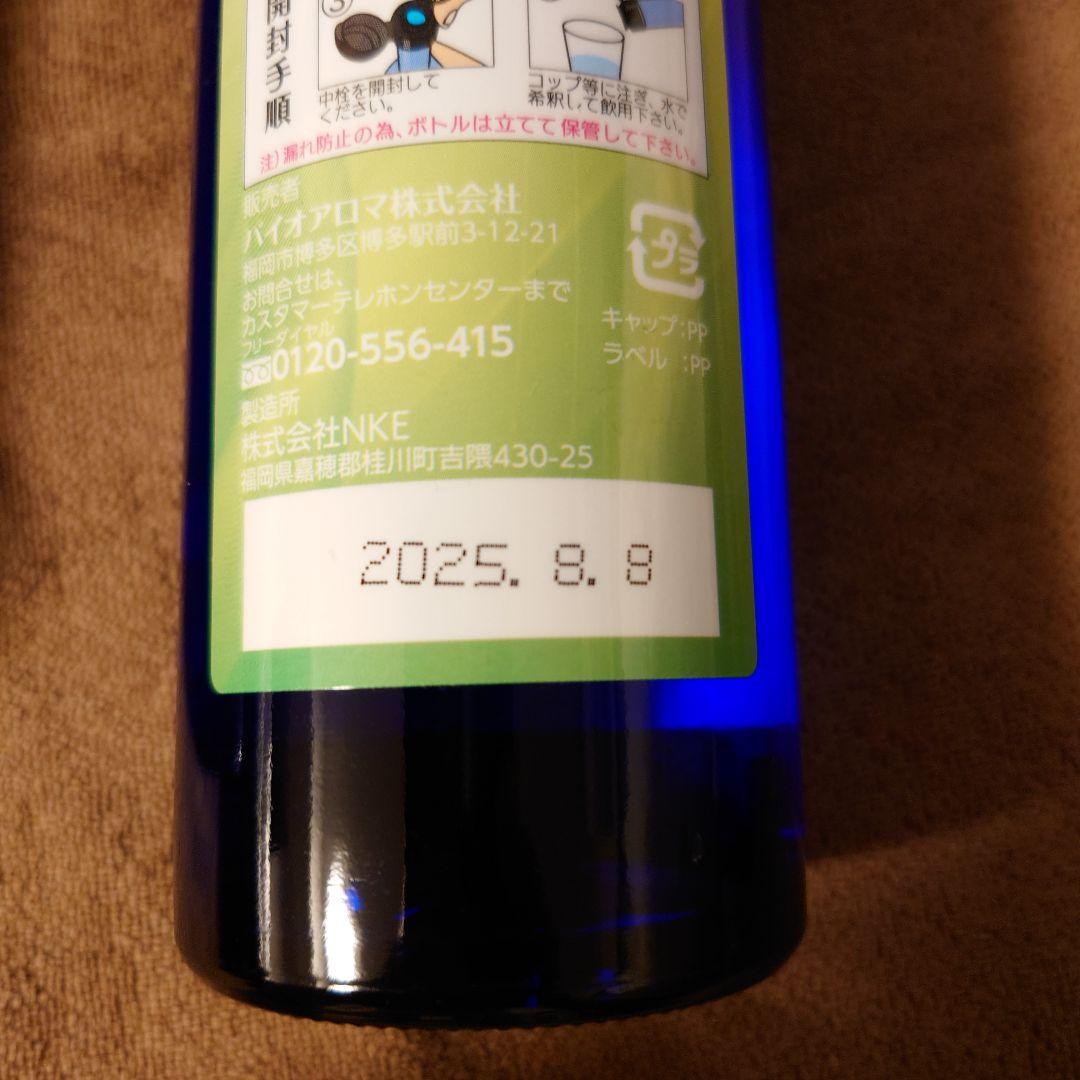 開封手順
③
中栓を開封して
ください。
コップ等に注ぎ、水で
希釈して飲用下さい。
注)漏れ防止の為、ボトルは立てて保管して下さい。
販売者
バイオアロマ株式会社
福岡市博多区博多駅前3-12-21
お問合せは、
カスタマーテレホンセンターまで
フリーダイヤル
0120-556-415
プラ
キャップ:PP
ラベル :PP
製造所
株式会社NKE
福岡県嘉穂郡桂川町吉隈430-25
2025. 8. 8